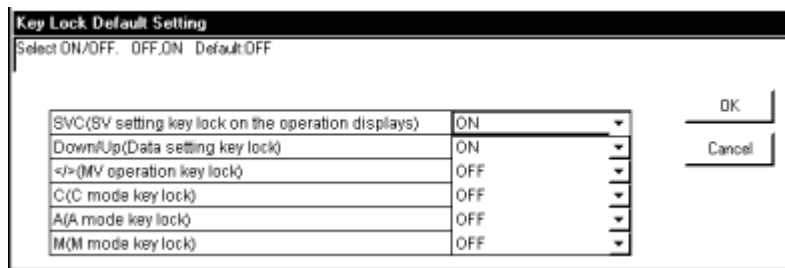 Key Lock Default Setting
Select ON/OFF. OFF,ON Default:OFF
SVC(SV setting key lock on the operation displays) ON
Down/Up(Data setting key lock) ON
</>(MV operation key lock) OFF
C(C mode key lock) OFF
A(A mode key lock) OFF
M(M mode key lock) OFF
OK
Cancel